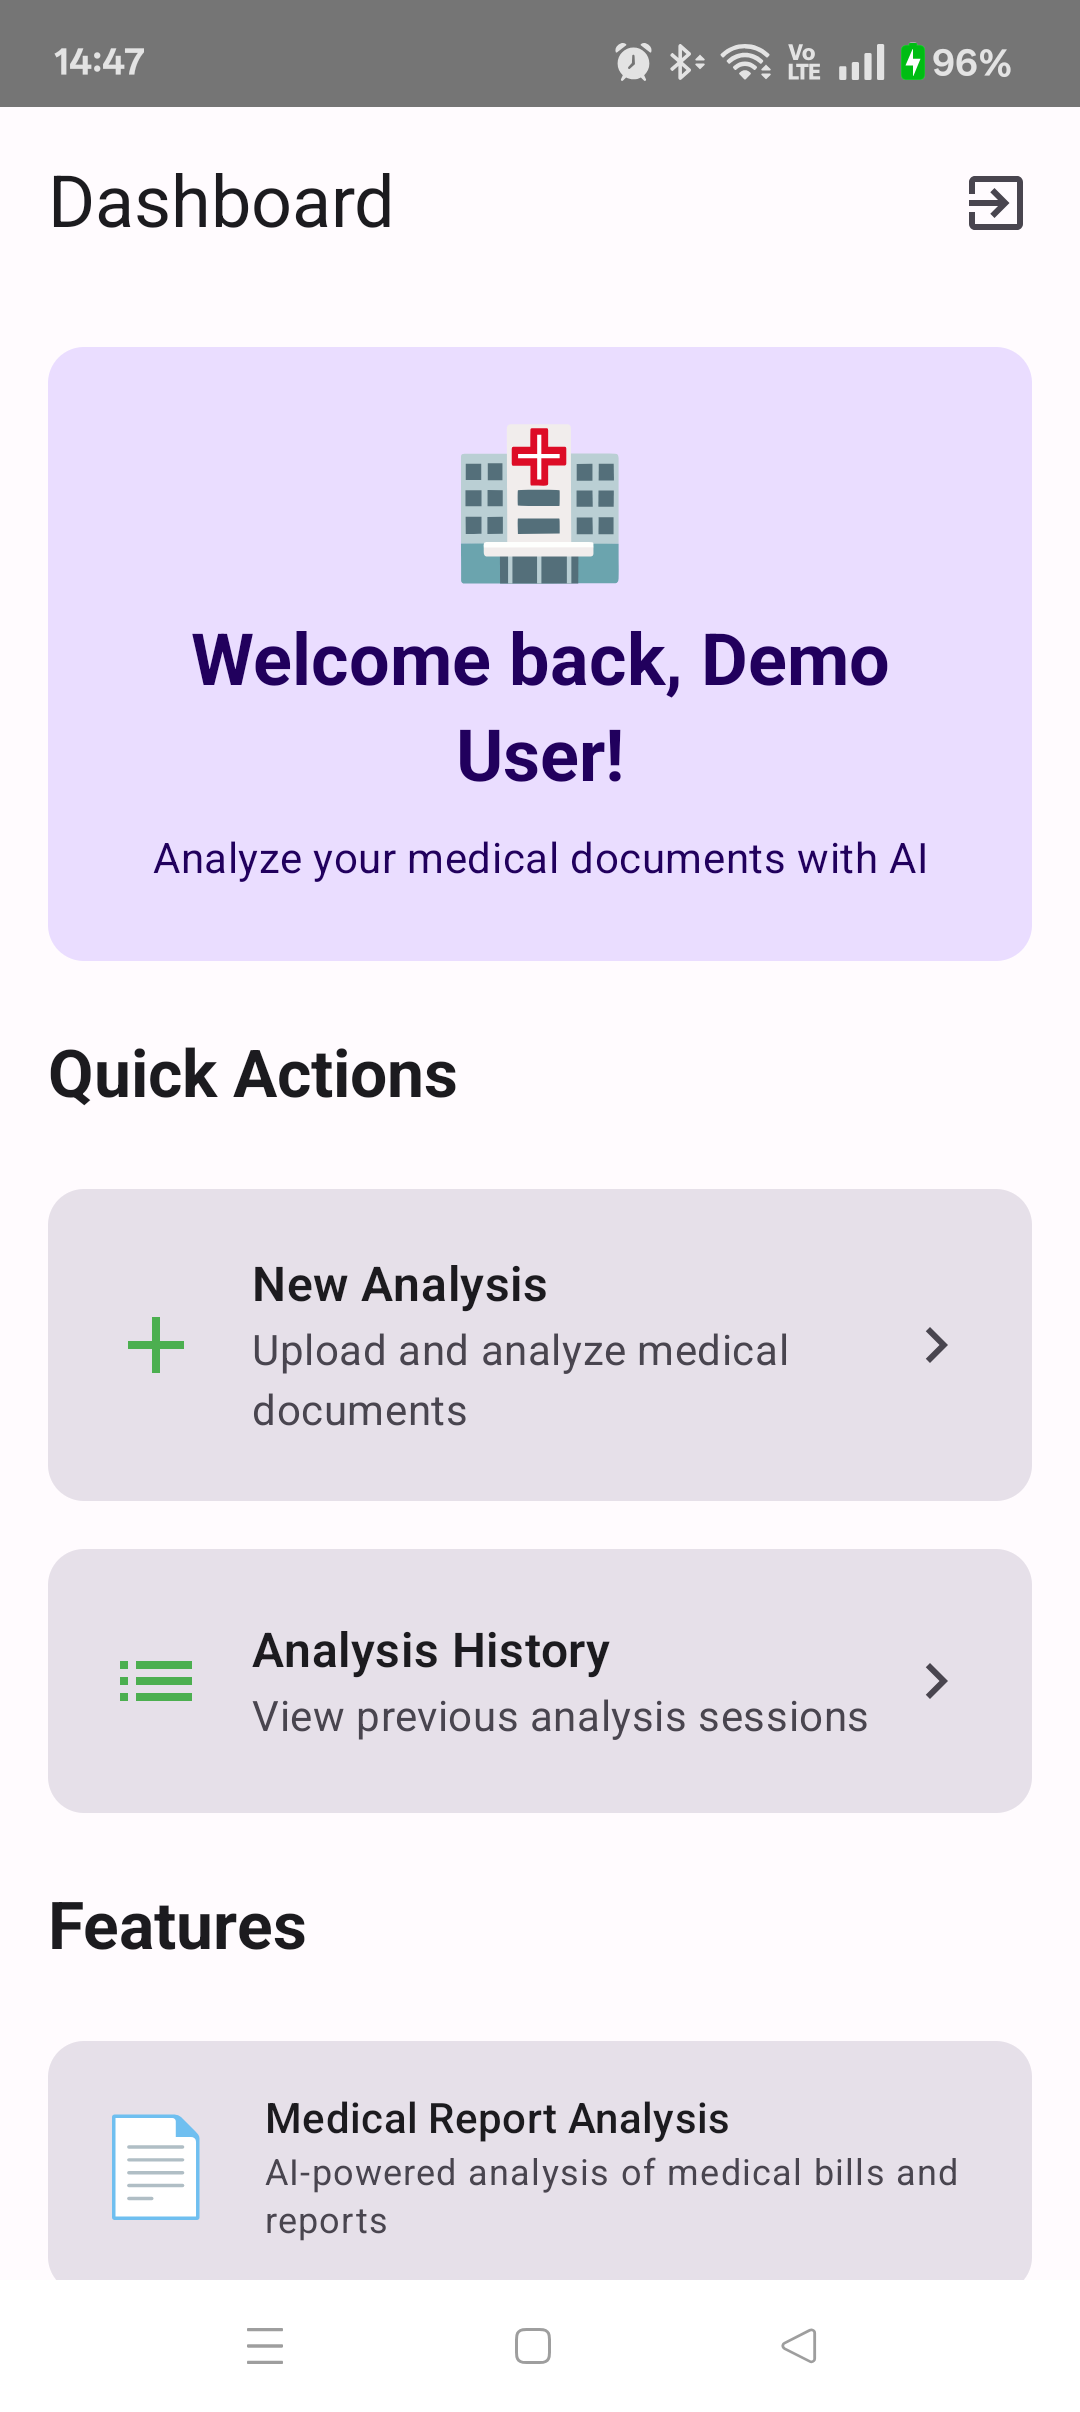 14:47
Vo
LTE
96%
Dashboard
Welcome back, Demo
User!
Analyze your medical documents with AI
Quick Actions
New Analysis
Upload and analyze medical
documents
Analysis History
View previous analysis sessions
Features
Medical Report Analysis
AI-powered analysis of medical bills and
reports